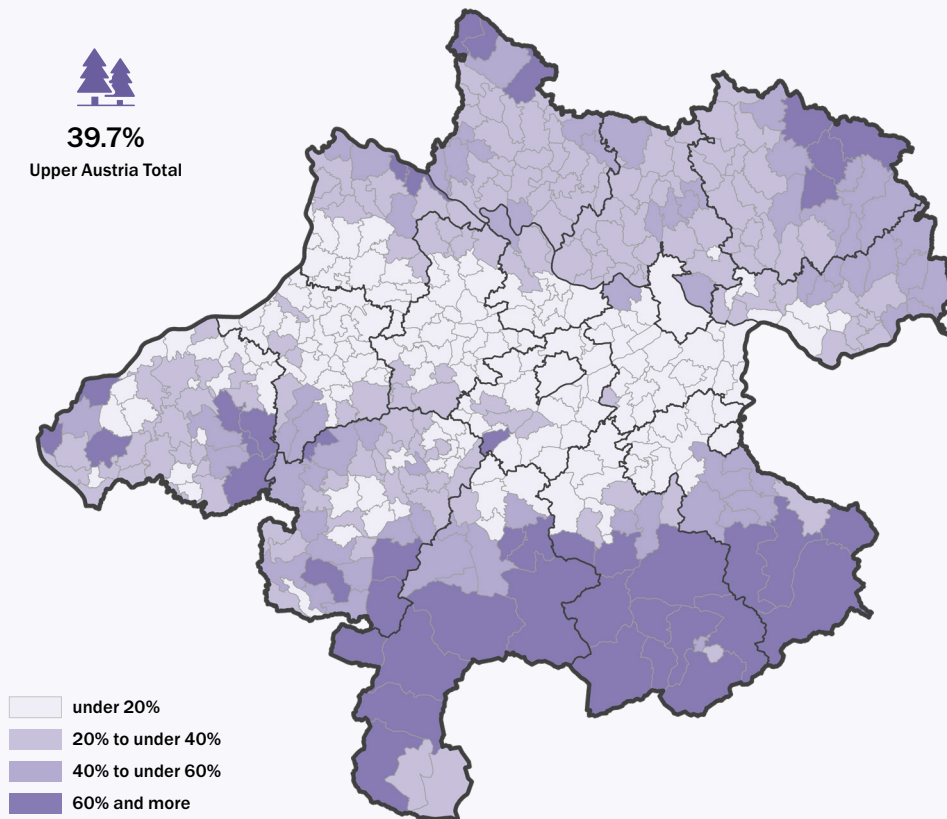 39.7%
Upper Austria Total
under 20%
20% to under 40%
40% to under 60%
60% and more